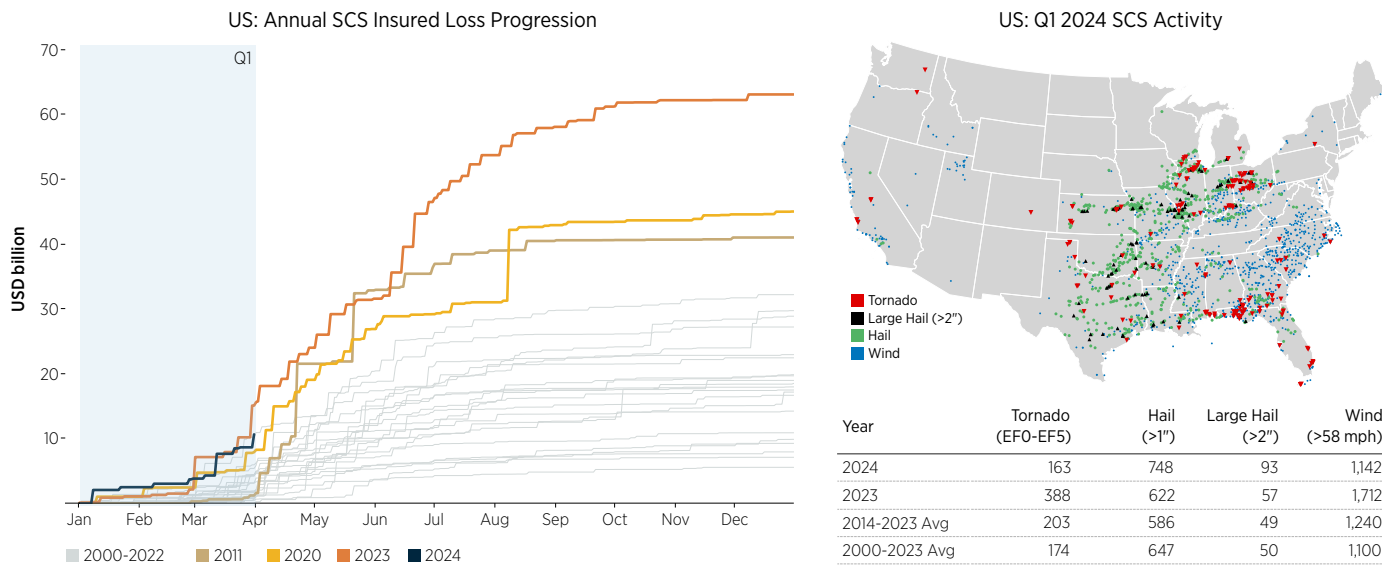 US: Annual SCS Insured Loss Progression
70
60
50
40
30
20
10
USD billion
Q1
Jan Feb Mar Apr May Jun Jul Aug Sep Oct Nov Dec
2000-2022 2011 2020 2023 2024
US: Q1 2024 SCS Activity
Tornado
Large Hail (>2")
Hail
Wind
Year Tornado (EF0-EF5) Hail (>1") Large Hail (>2") Wind (>58 mph)
2024 163 748 93 1,142
2023 388 622 57 1,712
2014-2023 Avg 203 586 49 1,240
2000-2023 Avg 174 647 50 1,100